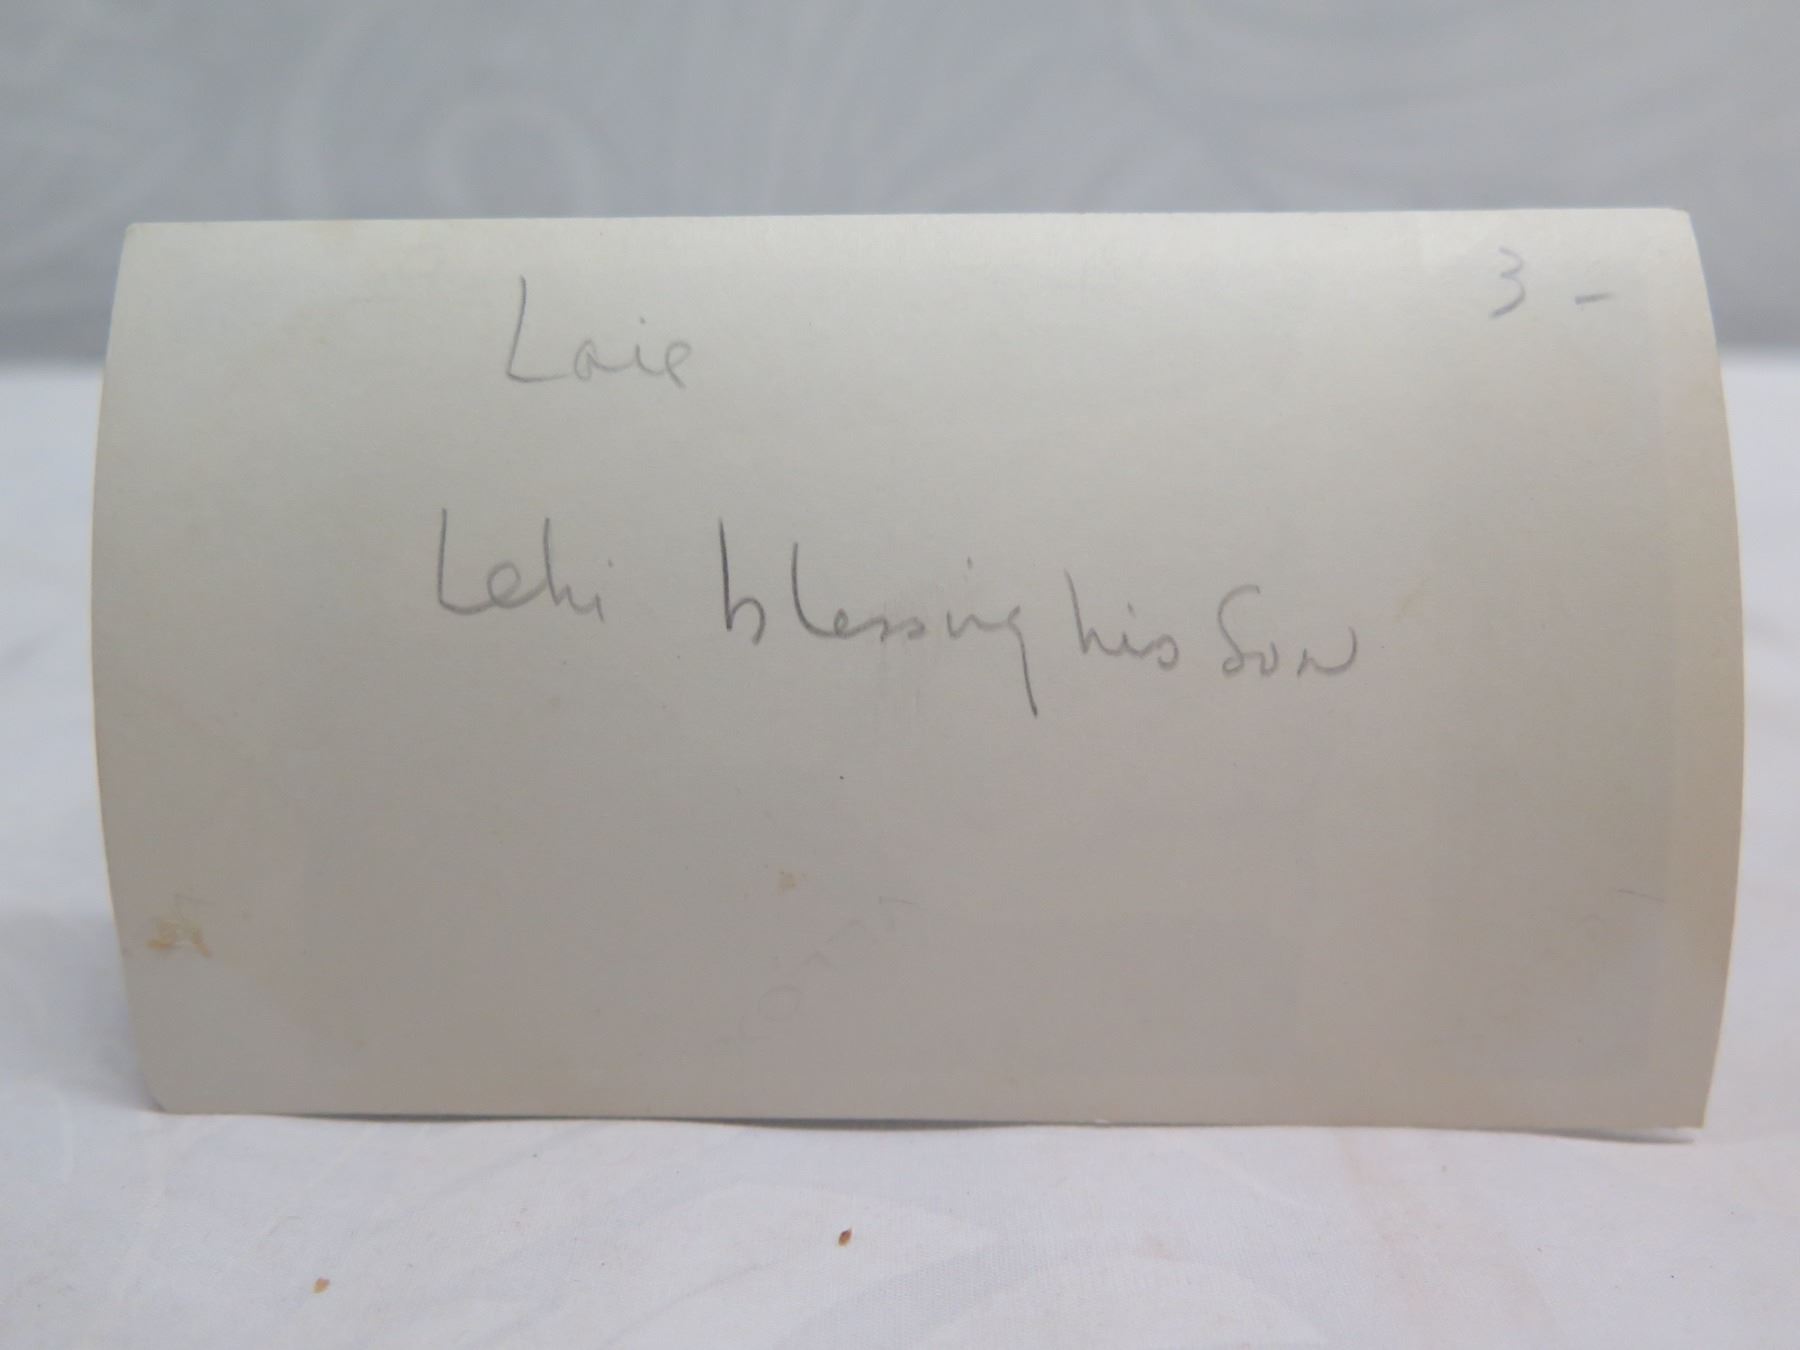 3 -
Laie
Lehi blessing his Son